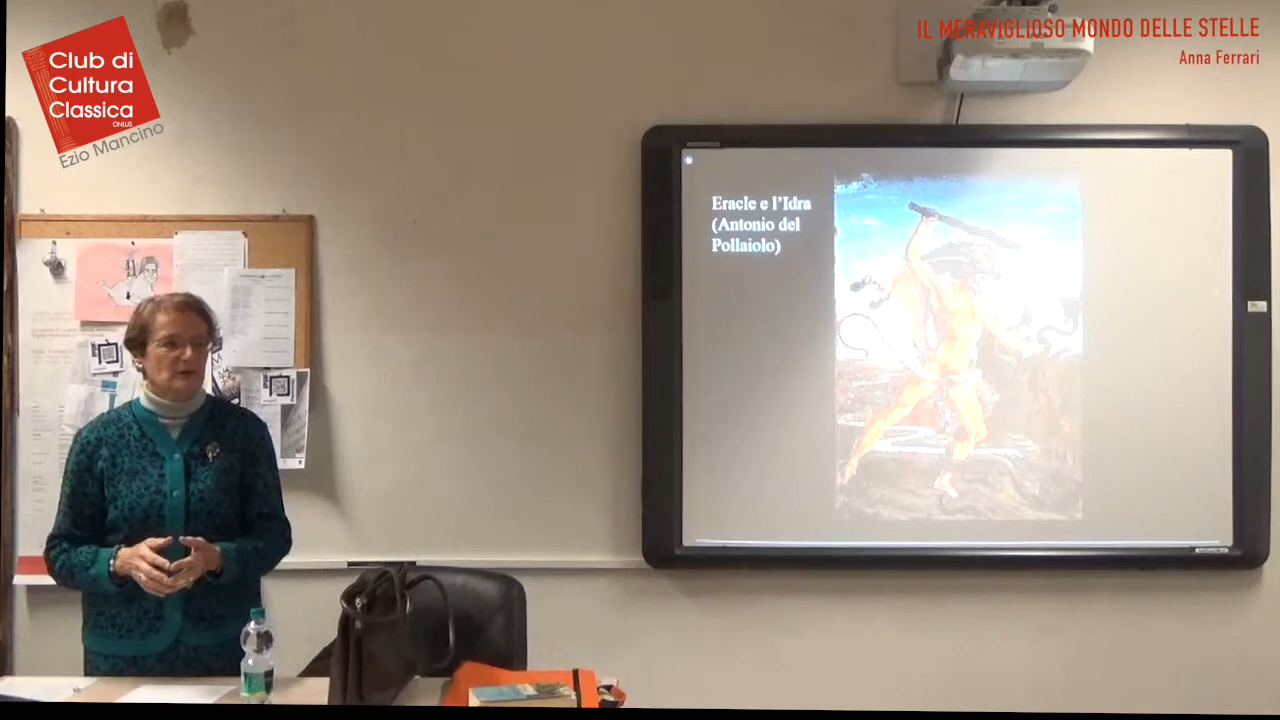 Club di
Cultura
Classica
ONLUS
Ezio Mancino
IL MERAVIGLIOSO MONDO DELLE STELLE
Anna Ferrari
Eracle e l'Idra
(Antonio del
Pollaiolo)